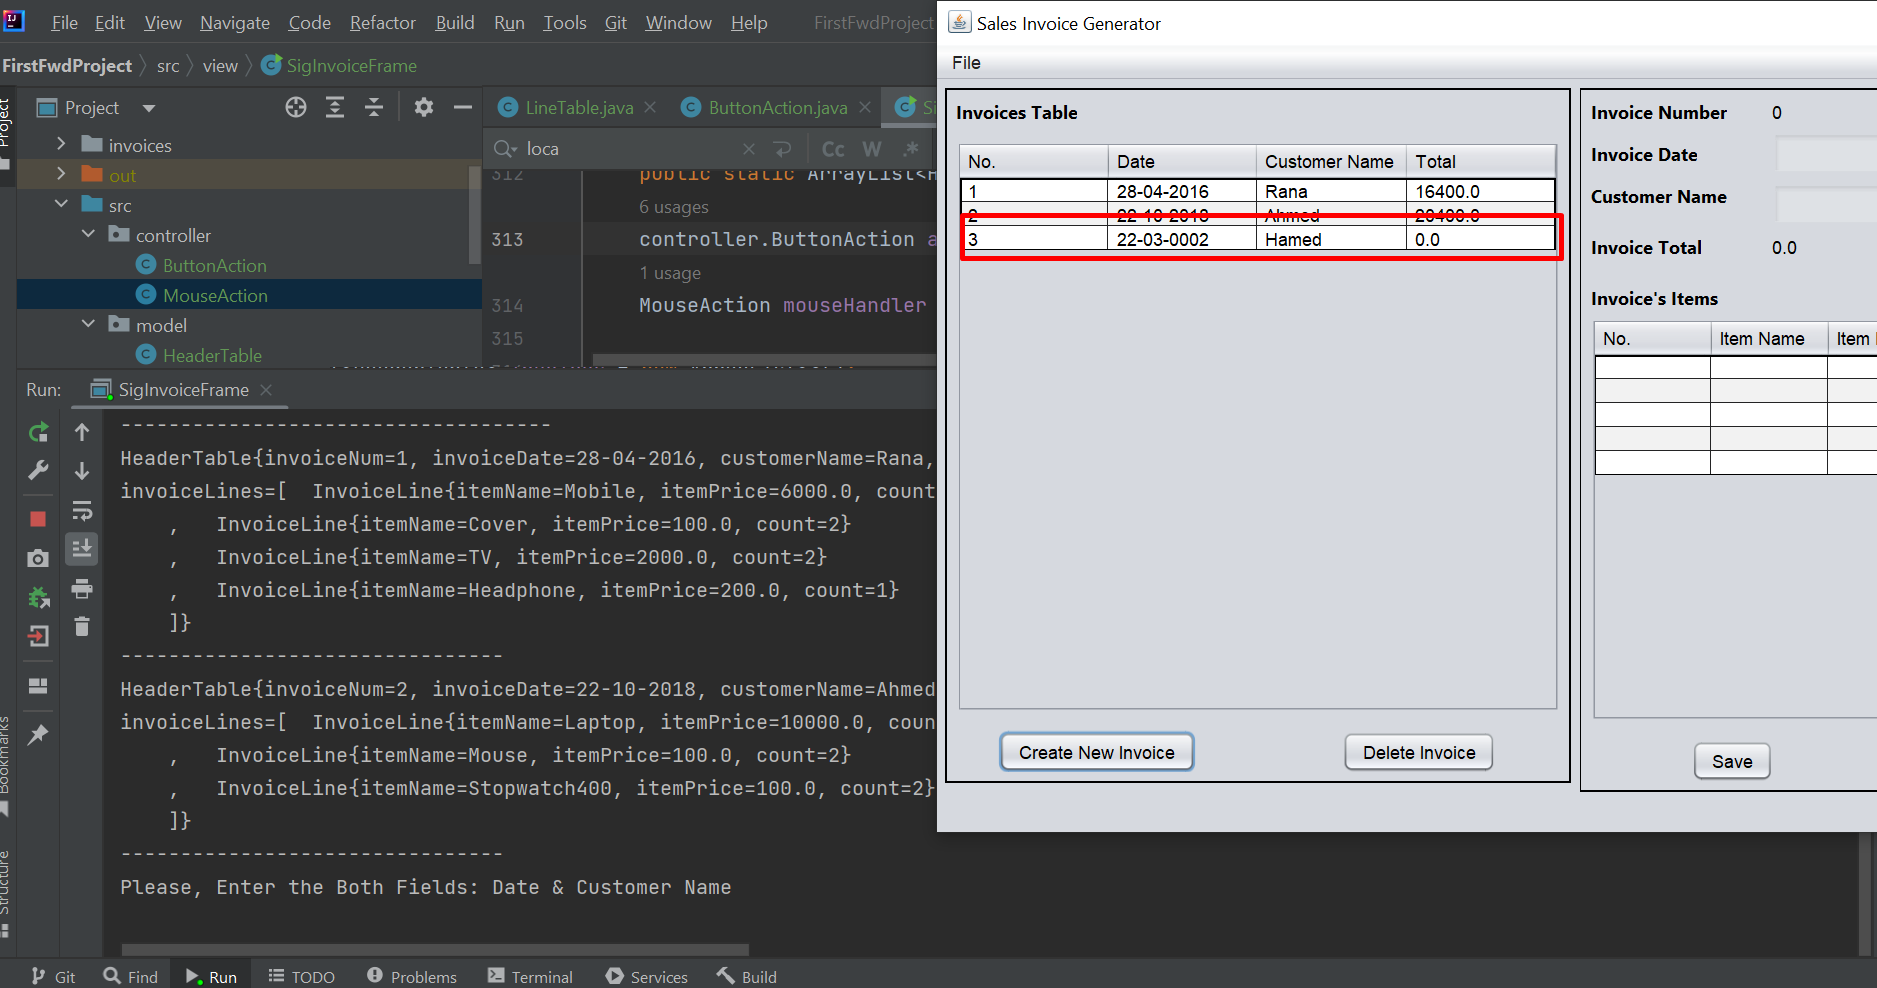 File Edit View Navigate Code Refactor Build Run Tools Git Window Help FirstFwdProject
FirstFwdProject src view SigInvoiceFrame
Project
Project
invoices
out
src
controller
ButtonAction
MouseAction
model
HeaderTable
LineTable.java ButtonAction.java
loca
Cc W .*
312 public static ArrayList<H
6 usages
313 controller.ButtonAction a
1 usage
314 MouseAction mouseHandler
315
Run: SigInvoiceFrame
------------------------------------
HeaderTable{invoiceNum=1, invoiceDate=28-04-2016, customerName=Rana,
invoiceLines=[ InvoiceLine{itemName=Mobile, itemPrice=6000.0, count
, InvoiceLine{itemName=Cover, itemPrice=100.0, count=2}
, InvoiceLine{itemName=TV, itemPrice=2000.0, count=2}
, InvoiceLine{itemName=Headphone, itemPrice=200.0, count=1}
]}
--------------------------------
HeaderTable{invoiceNum=2, invoiceDate=22-10-2018, customerName=Ahmed
invoiceLines=[ InvoiceLine{itemName=Laptop, itemPrice=10000.0, coun
, InvoiceLine{itemName=Mouse, itemPrice=100.0, count=2}
, InvoiceLine{itemName=Stopwatch400, itemPrice=100.0, count=2}
]}
--------------------------------
Please, Enter the Both Fields: Date & Customer Name
Bookmarks
Structure
Git Find Run TODO Problems Terminal Services Build
Sales Invoice Generator
File
Invoices Table
No. Date Customer Name Total
1 28-04-2016 Rana 16400.0
2 22-10-2018 Ahmed 20400.0
3 22-03-0002 Hamed 0.0
Create New Invoice Delete Invoice
Invoice Number 0
Invoice Date
Customer Name
Invoice Total 0.0
Invoice's Items
No. Item Name Item
Save